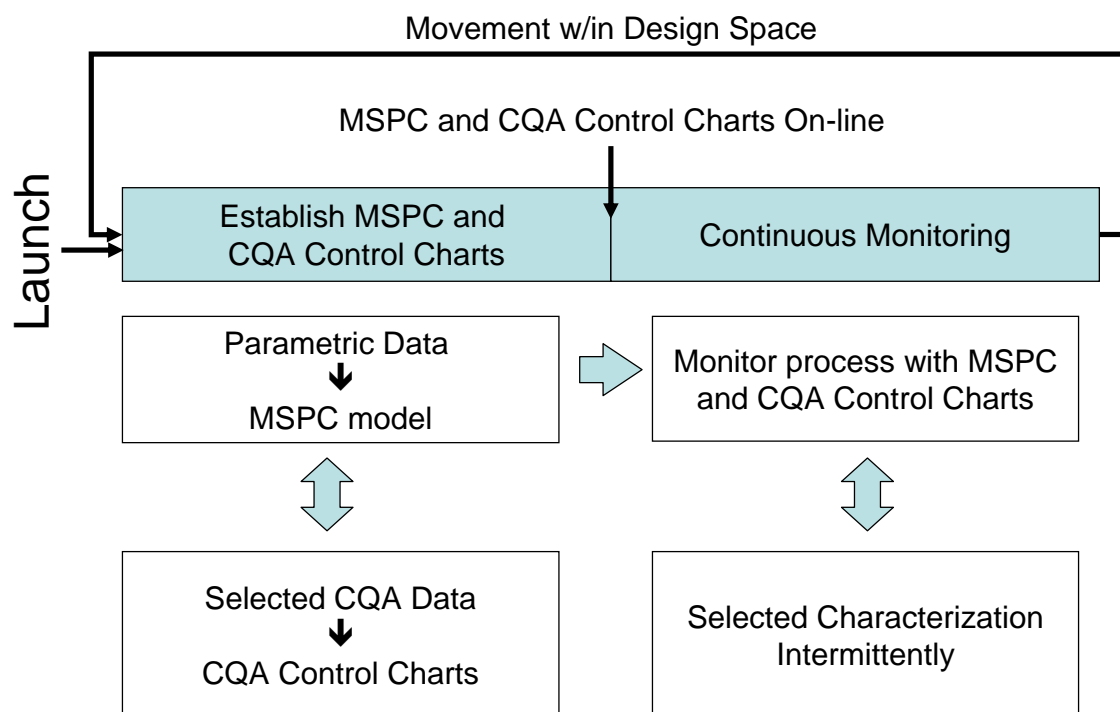 Movement w/in Design Space
MSPC and CQA Control Charts On-line
Launch
Establish MSPC and
CQA Control Charts
Continuous Monitoring
Parametric Data
MSPC model
Monitor process with MSPC
and CQA Control Charts
Selected CQA Data
CQA Control Charts
Selected Characterization
Intermittently